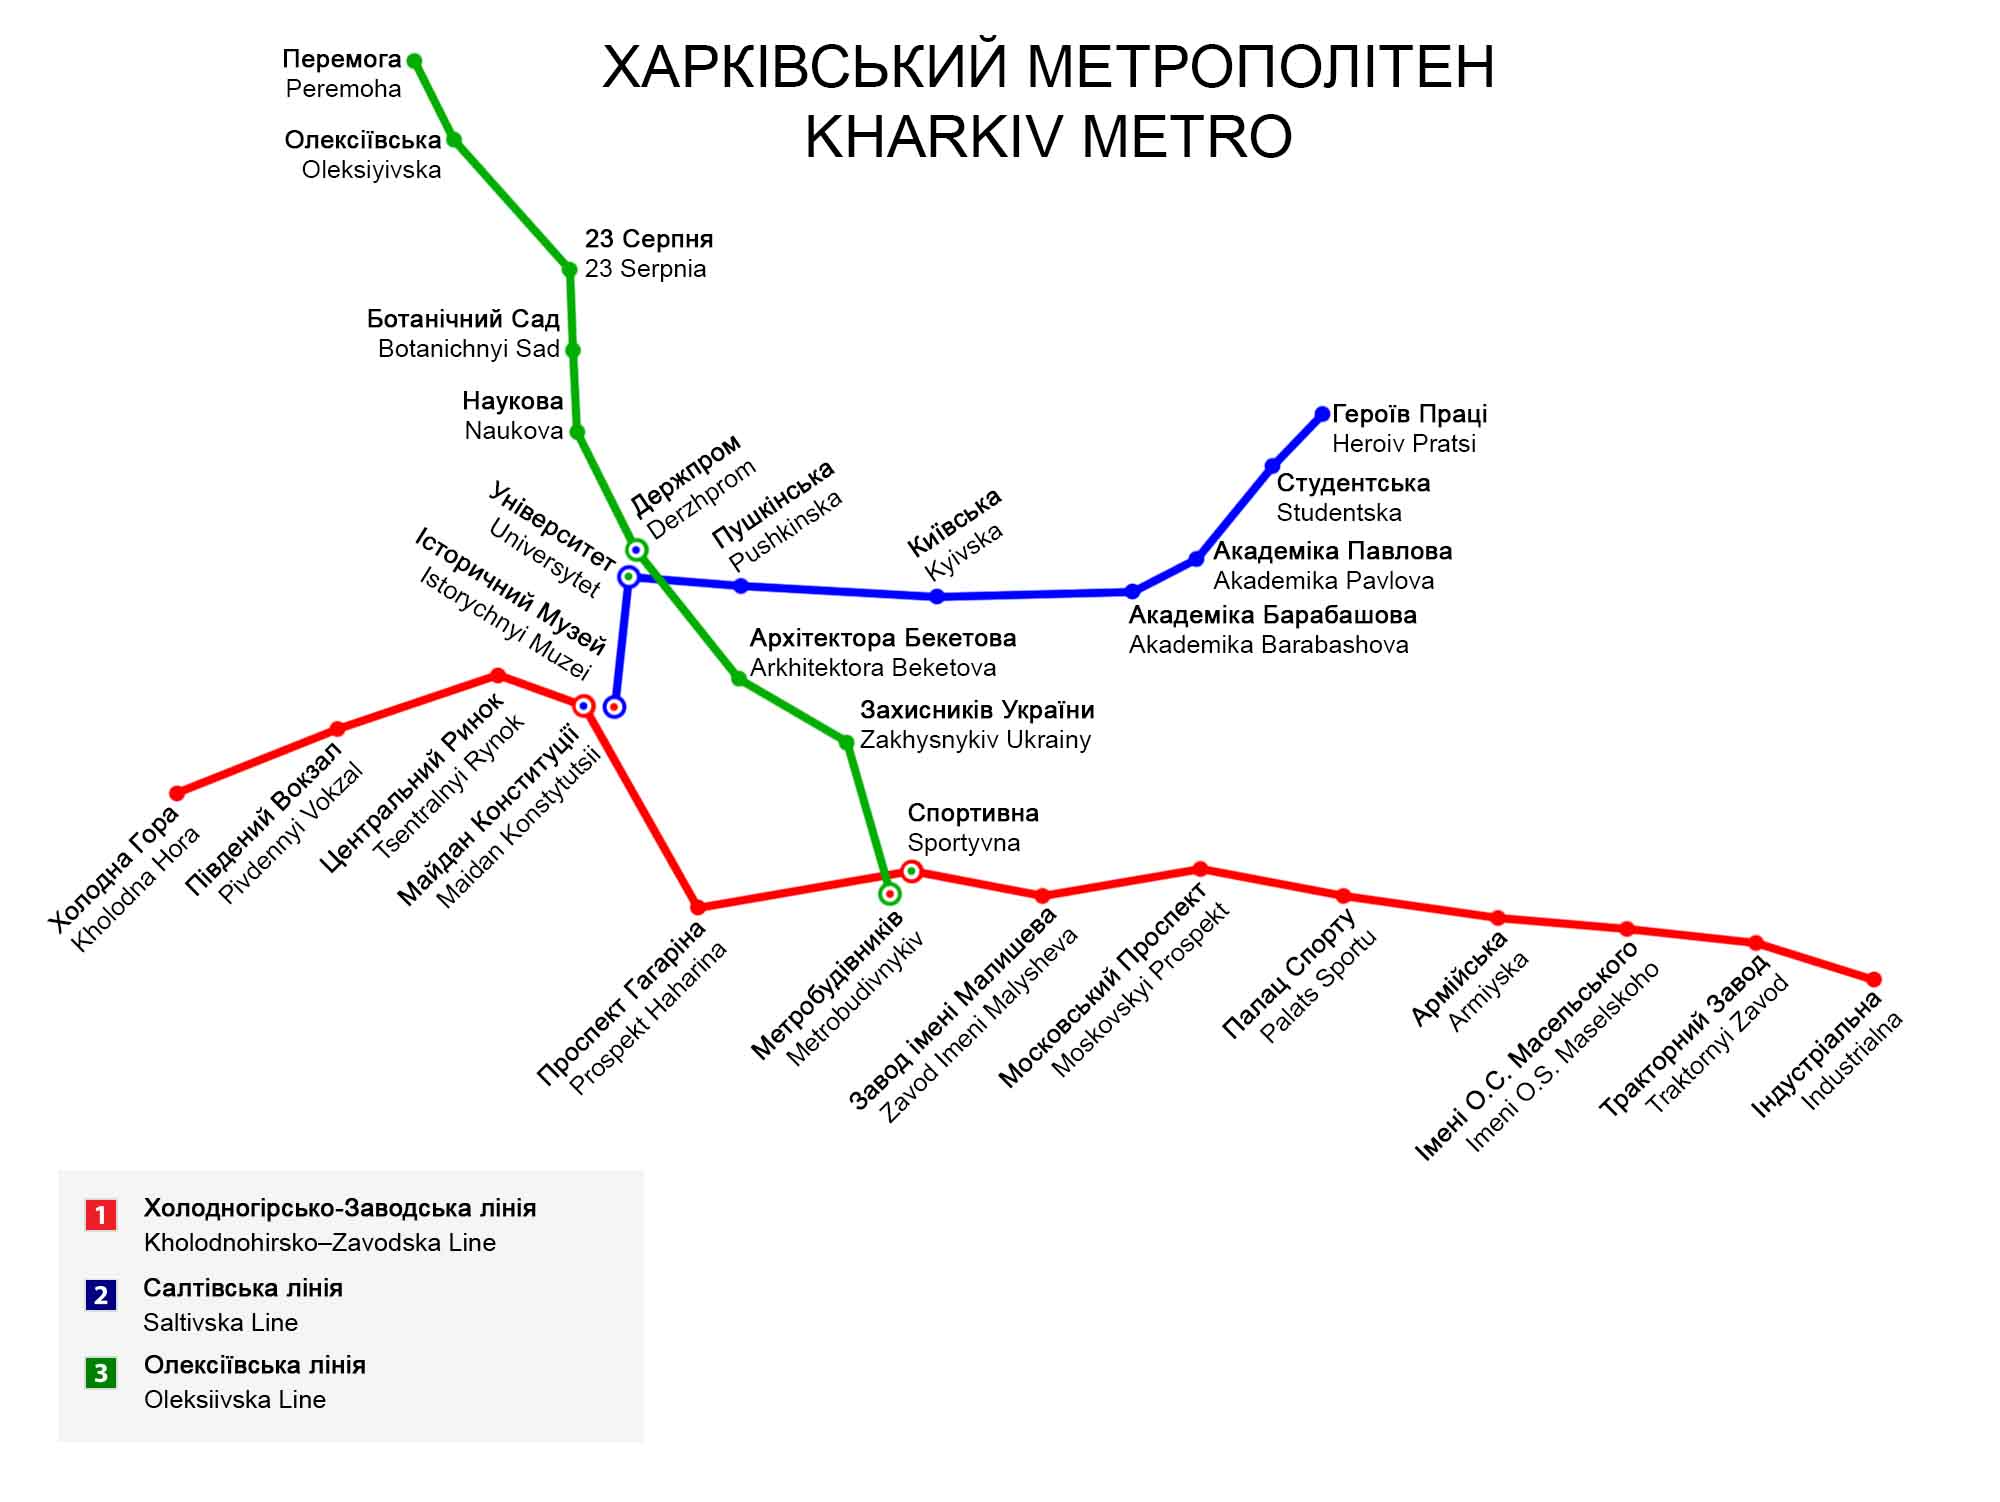 ХАРКІВСЬКИЙ МЕТРОПОЛІТЕН
KHARKIV METRO
Перемога
Peremoha
Олексіївська
Oleksiyivska
23 Серпня
23 Serpnia
Ботанічний Сад
Botanichnyi Sad
Наукова
Naukova
Держпром
Derzhprom
Університет
Universytet
Історичний Музей
Istorychnyi Muzei
Пушкінська
Pushkinska
Київська
Kyivska
Героїв Праці
Heroiv Pratsi
Студентська
Studentska
Академіка Павлова
Akademika Pavlova
Академіка Барабашова
Akademika Barabashova
Архітектора Бекетова
Arkhitektora Beketova
Захисників України
Zakhysnykiv Ukrainy
Спортивна
Sportyvna
Холодна Гора
Kholodna Hora
Південий Вокзал
Pivdennyi Vokzal
Центральний Ринок
Tsentralnyi Rynok
Майдан Конституції
Maidan Konstytutsii
Проспект Гагаріна
Prospekt Haharina
Метробудівників
Metrobudivnykiv
Завод імені Малишева
Zavod Imeni Malysheva
Московський Проспект
Moskovskyi Prospekt
Палац Спорту
Palats Sportu
Армійська
Armiyska
Імені О.С. Масельського
Imeni O.S. Maselskoho
Тракторний Завод
Traktornyi Zavod
Індустріальна
Industrialna
1 Холодногірсько-Заводська лінія
Kholodnohirsko–Zavodska Line
2 Салтівська лінія
Saltivska Line
3 Олексіївська лінія
Oleksiivska Line